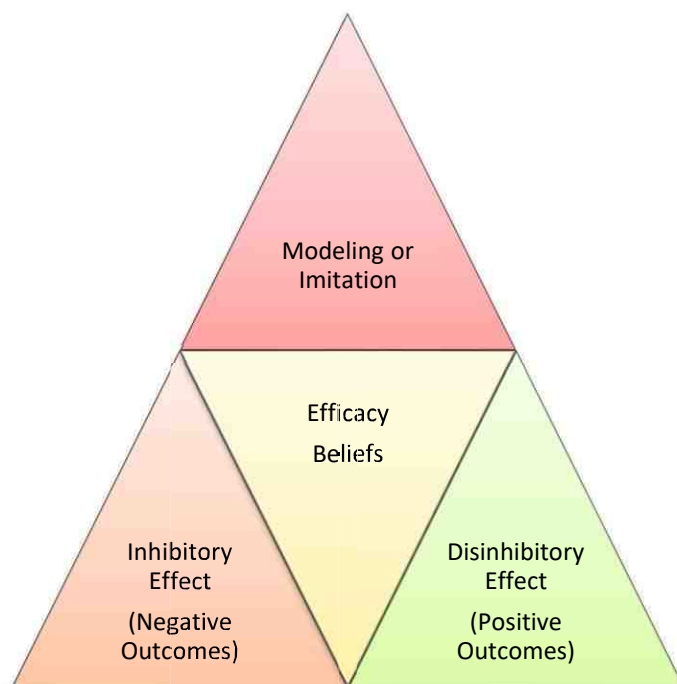 Modeling or
Imitation
Efficacy
Beliefs
Inhibitory
Effect
(Negative
Outcomes)
Disinhibitory
Effect
(Positive
Outcomes)